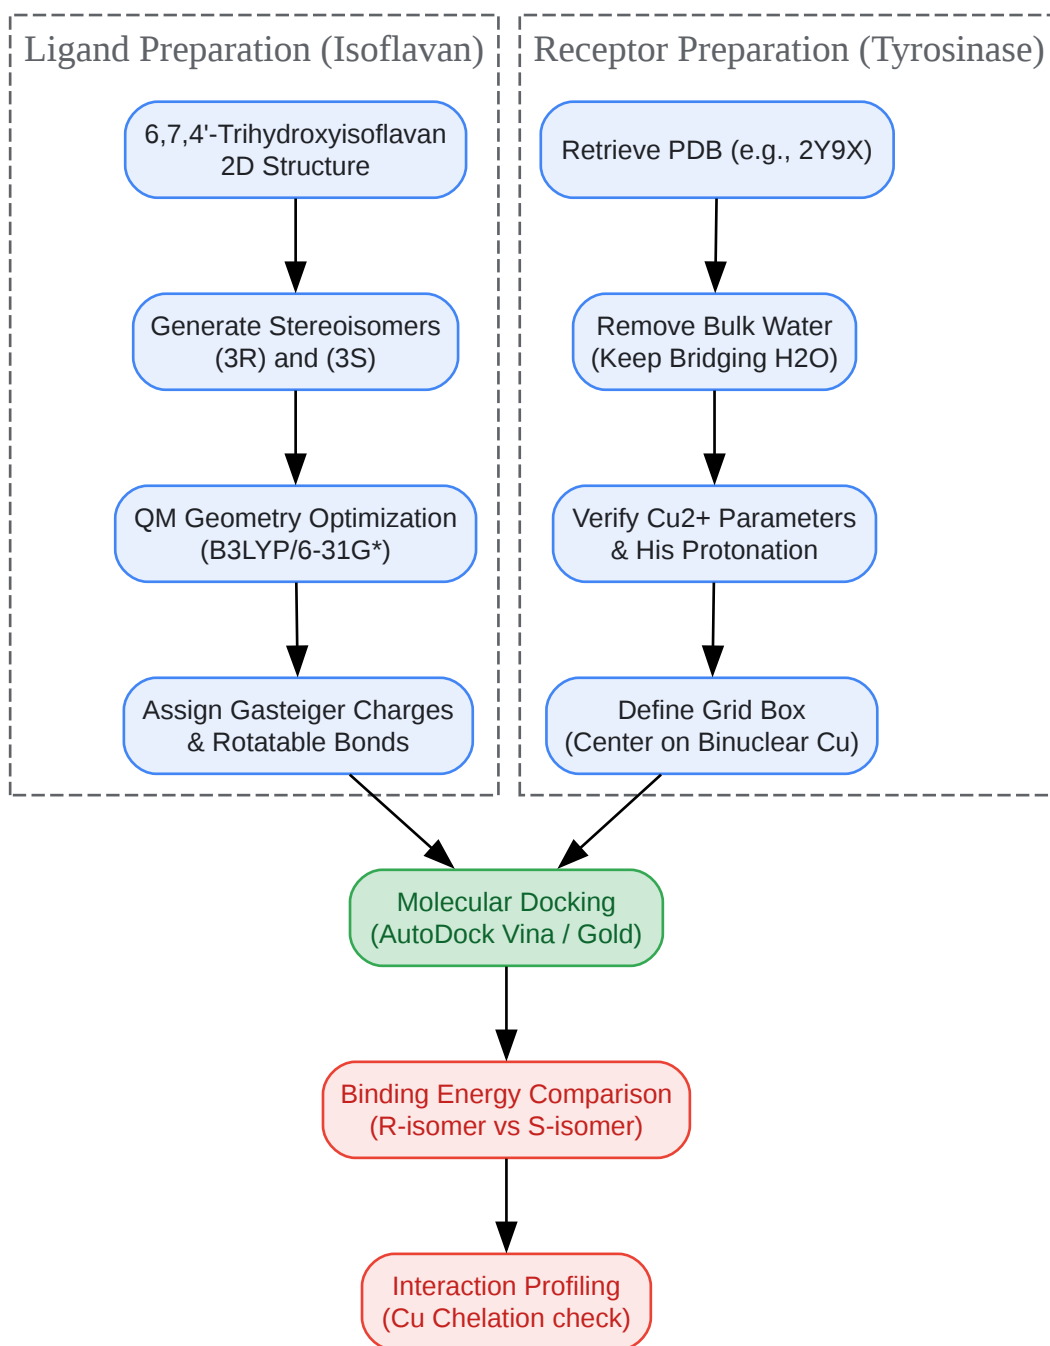 Ligand Preparation (Isoflavan)
6,7,4'-Trihydroxyisoflavan
2D Structure
Generate Stereoisomers
(3R) and (3S)
QM Geometry Optimization
(B3LYP/6-31G*)
Assign Gasteiger Charges
& Rotatable Bonds
Receptor Preparation (Tyrosinase)
Retrieve PDB (e.g., 2Y9X)
Remove Bulk Water
(Keep Bridging H2O)
Verify Cu2+ Parameters
& His Protonation
Define Grid Box
(Center on Binuclear Cu)
Molecular Docking
(AutoDock Vina / Gold)
Binding Energy Comparison
(R-isomer vs S-isomer)
Interaction Profiling
(Cu Chelation check)